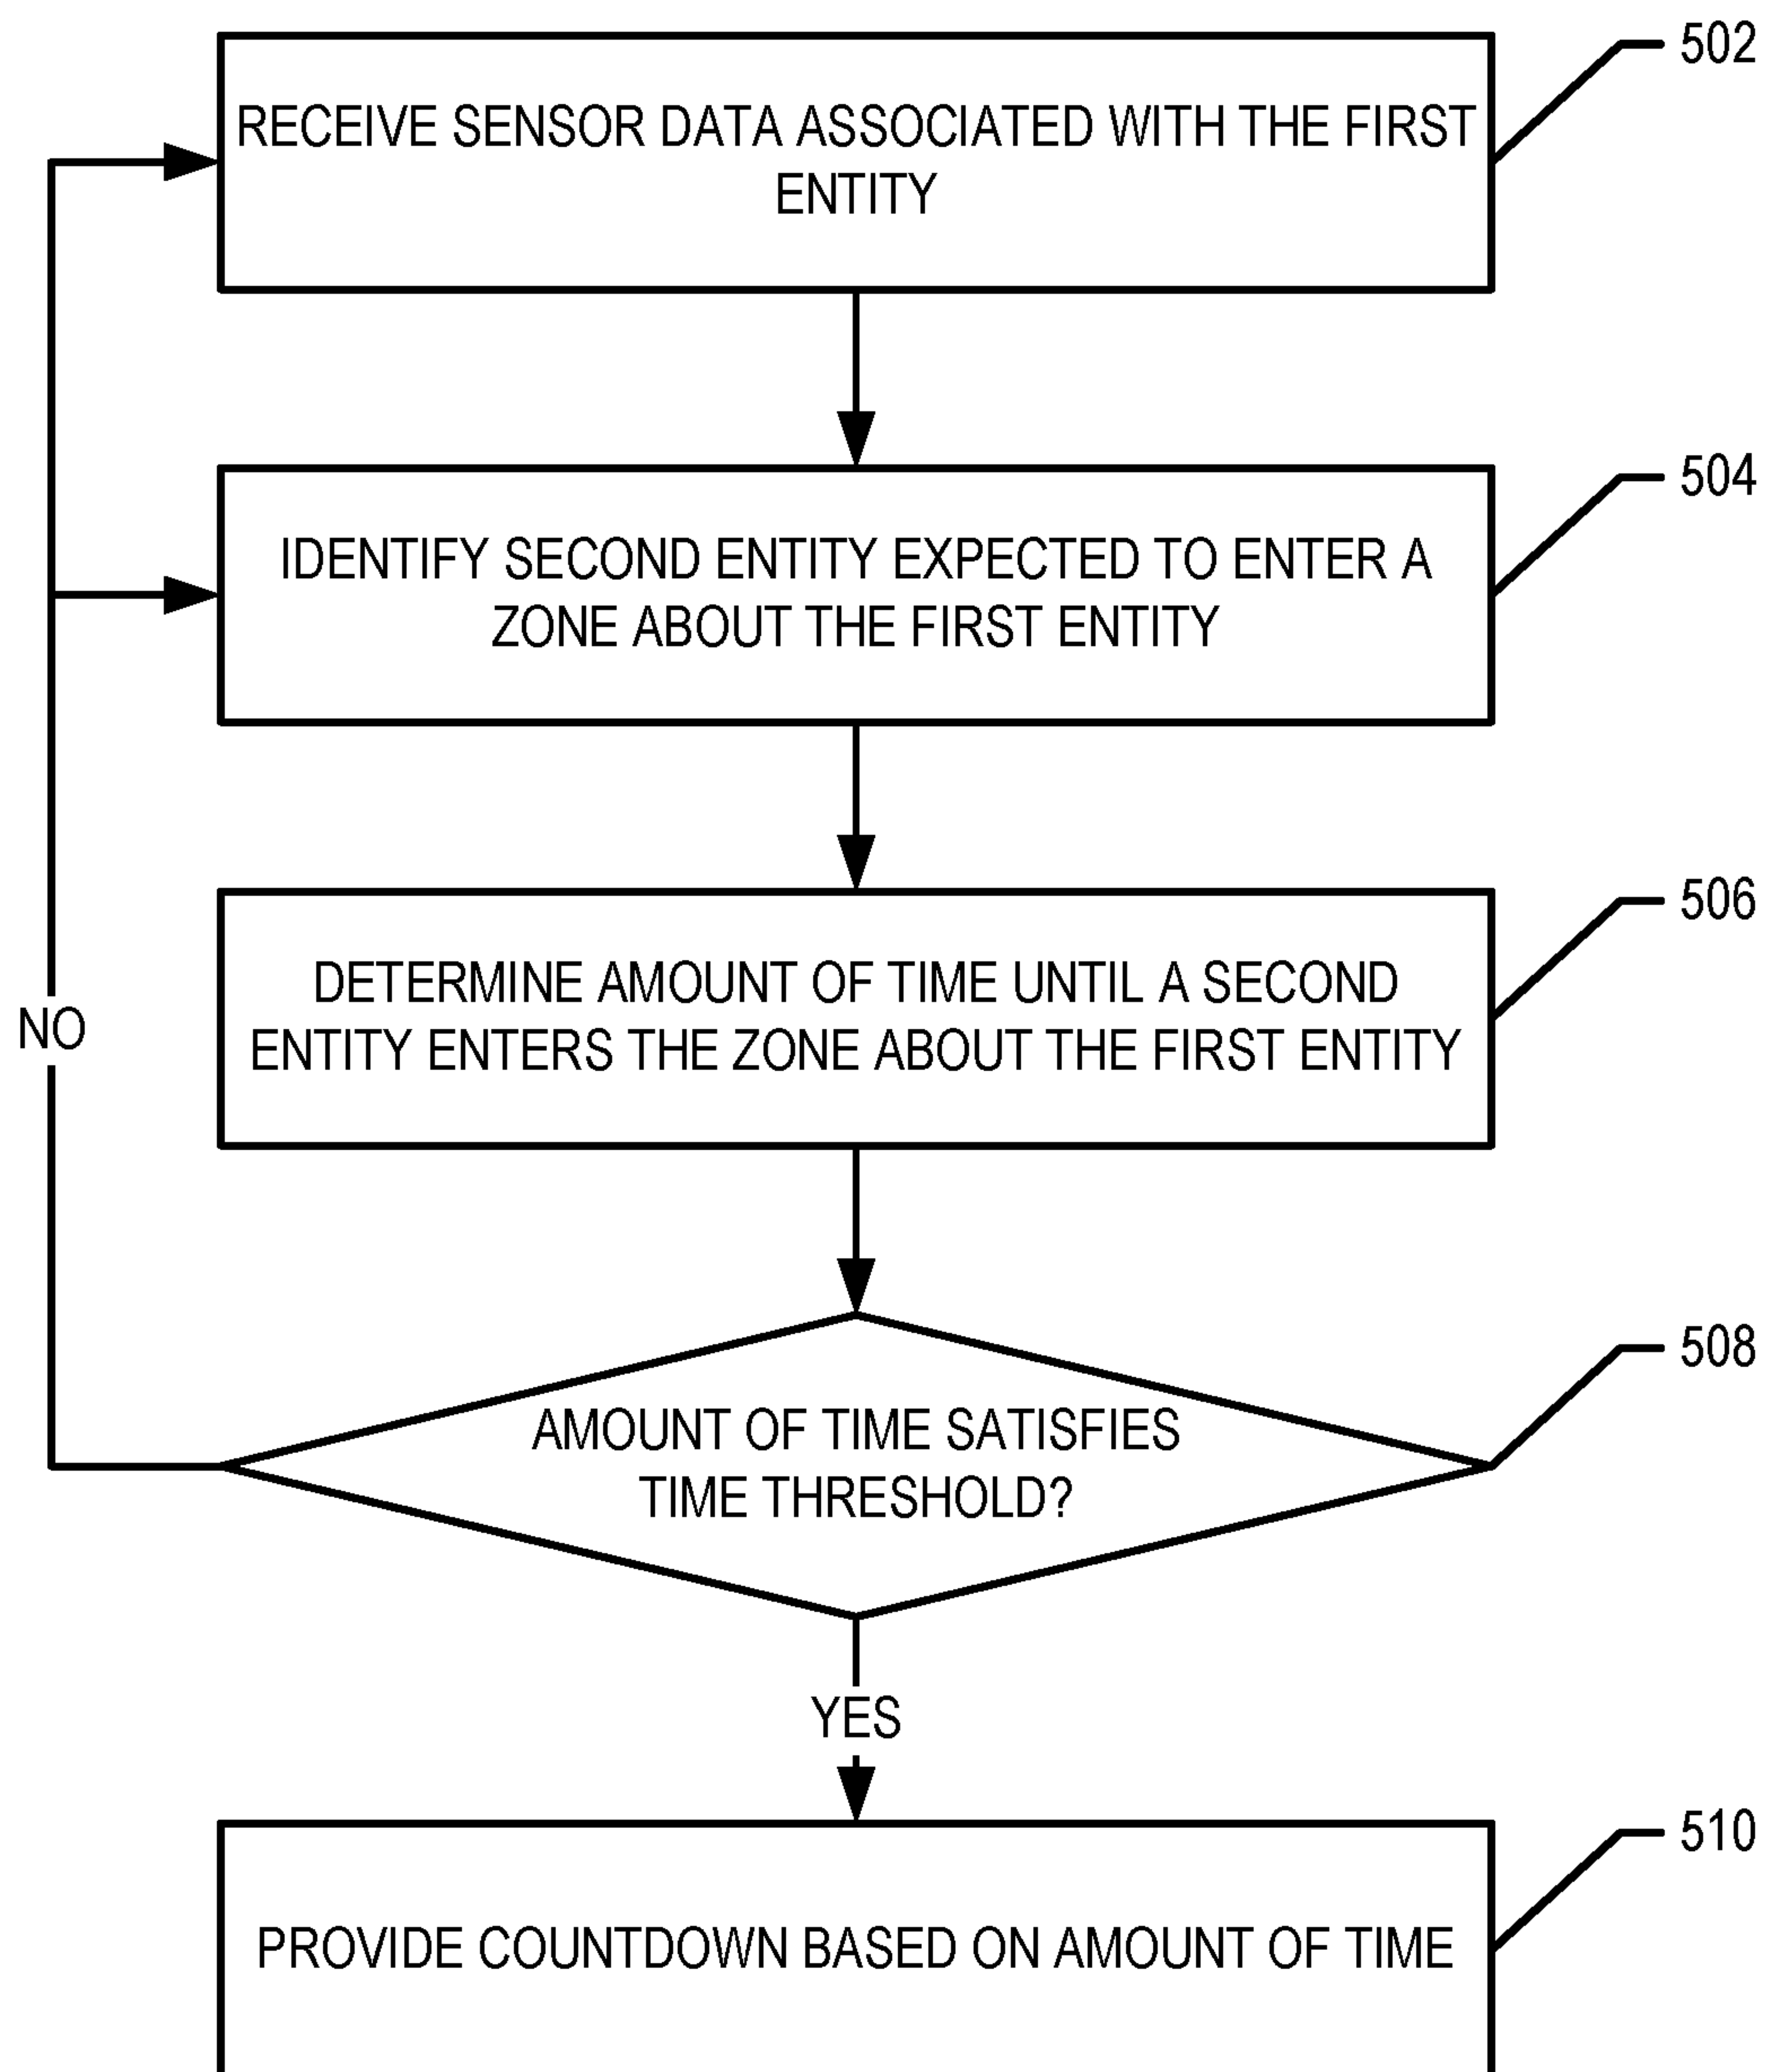 502
RECEIVE SENSOR DATA ASSOCIATED WITH THE FIRST
ENTITY
504
IDENTIFY SECOND ENTITY EXPECTED TO ENTER A
ZONE ABOUT THE FIRST ENTITY
506
DETERMINE AMOUNT OF TIME UNTIL A SECOND
ENTITY ENTERS THE ZONE ABOUT THE FIRST ENTITY
NO
508
AMOUNT OF TIME SATISFIES
TIME THRESHOLD?
YES
510
PROVIDE COUNTDOWN BASED ON AMOUNT OF TIME